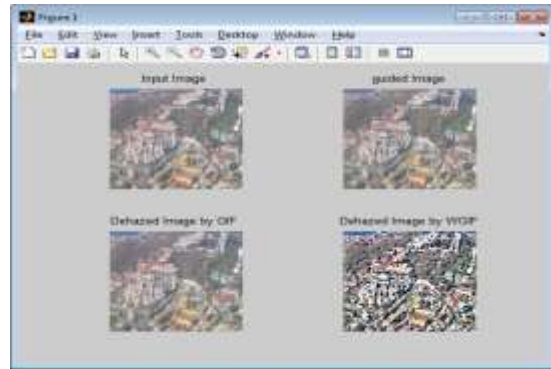 Figure 1
File Edit View Insert Tools Desktop Window Help
Input Image
guided Image
Dehazed Image by GIF
Dehazed Image by WGIF